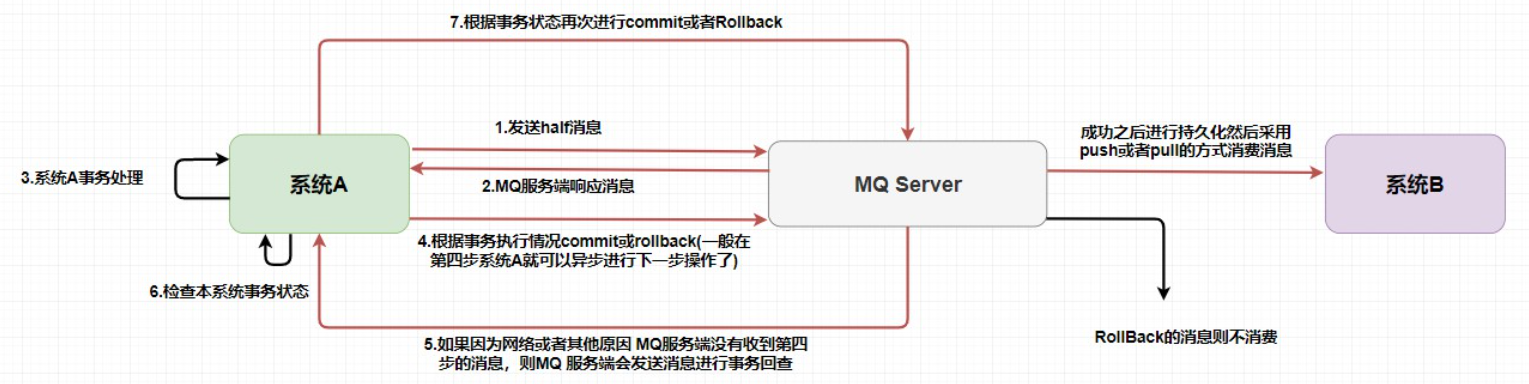 7.根据事务状态再次进行commit或者Rollback
1.发送half消息
成功之后进行持久化然后采用
push或者pull的方式消费消息
3.系统A事务处理
系统A
2.MQ服务端响应消息
MQ Server
系统B
4.根据事务执行情况commit或rollback(一般在
第四步系统A就可以异步进行下一步操作了)
6.检查本系统事务状态
5.如果因为网络或者其他原因 MQ服务端没有收到第四
步的消息，则MQ 服务端会发送消息进行事务回查
RollBack的消息则不消费